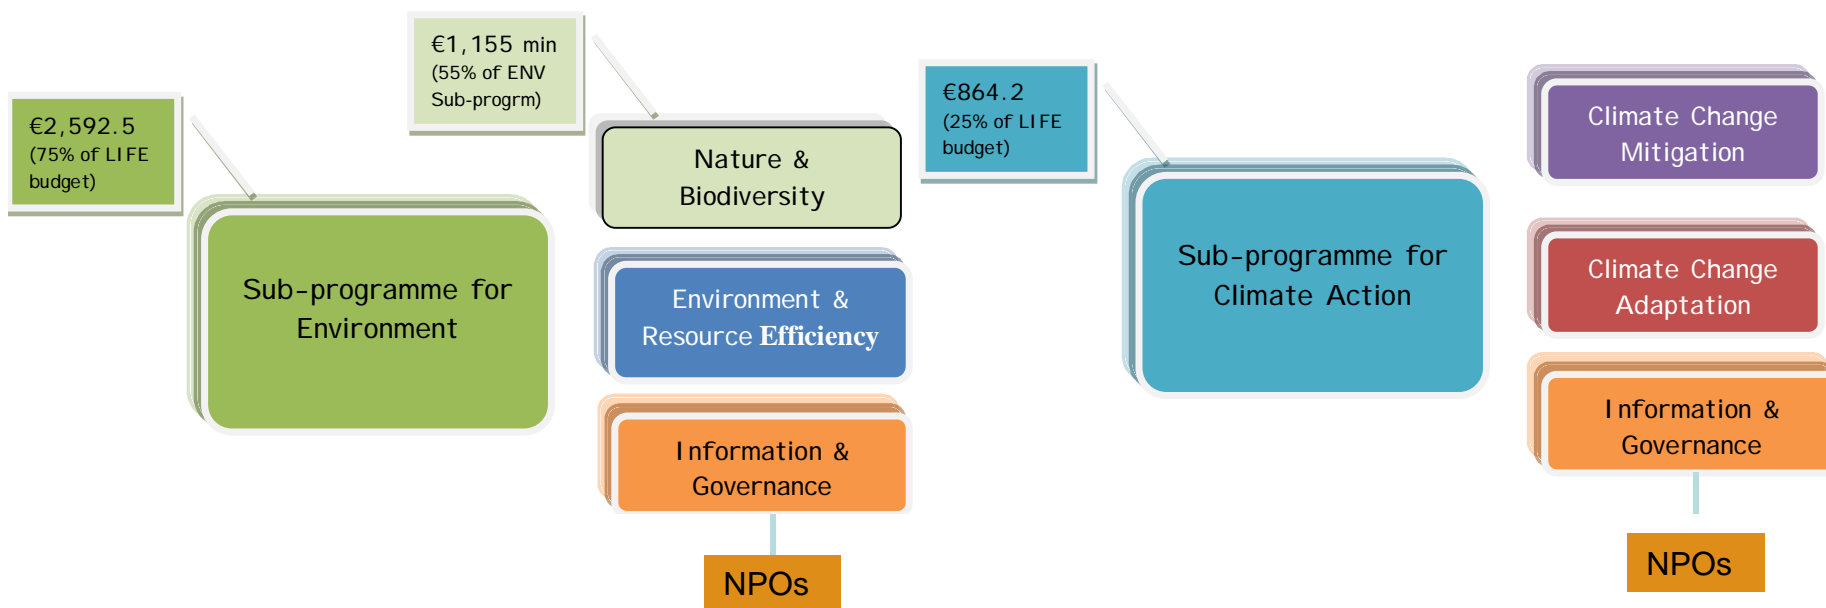 €2,592.5
(75% of LIFE
budget)
Sub-programme for
Environment
€1,155 min
(55% of ENV
Sub-progrm)
Nature &
Biodiversity
Environment &
Resource Efficiency
Information &
Governance
NPOs
€864.2
(25% of LIFE
budget)
Sub-programme for
Climate Action
Climate Change
Mitigation
Climate Change
Adaptation
Information &
Governance
NPOs